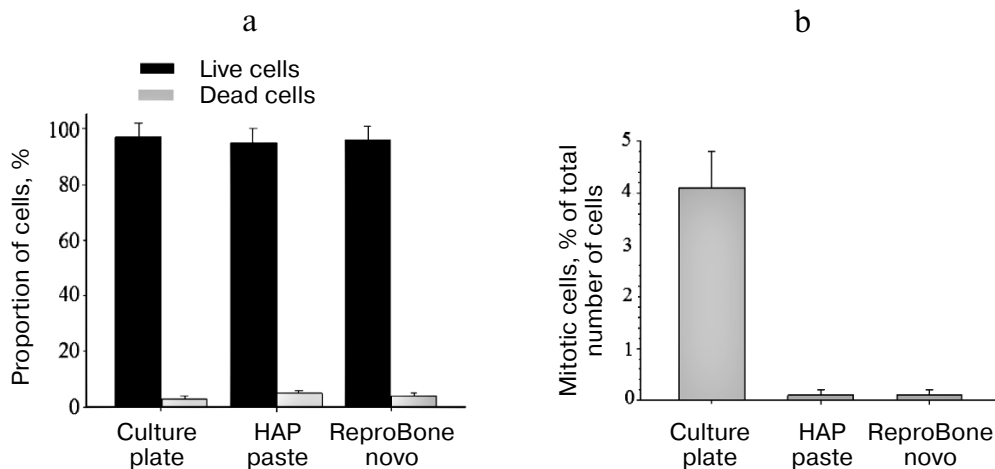 a
Live cells
Dead cells
Proportion of cells, %
100
80
60
40
20
0
Culture
plate
HAP
paste
ReproBone
novo
b
Mitotic cells, % of total
number of cells
5
4
3
2
1
0
Culture
plate
HAP
paste
ReproBone
novo